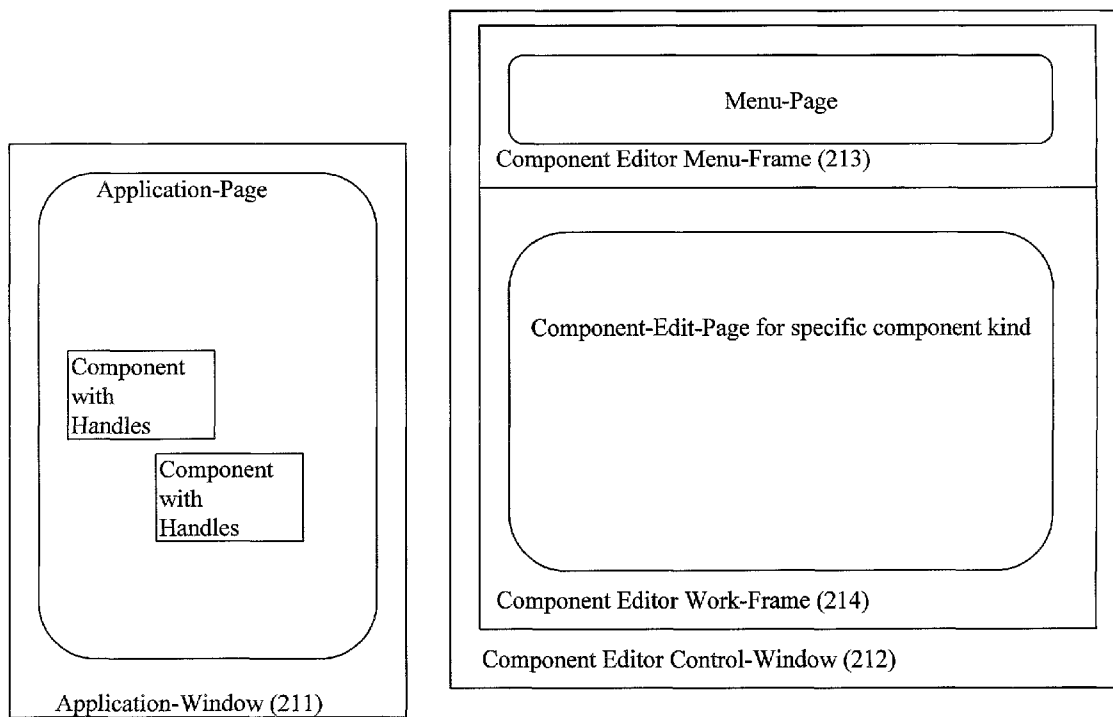 Application-Page
Component
with
Handles
Component
with
Handles
Application-Window (211)
Menu-Page
Component Editor Menu-Frame (213)
Component-Edit-Page for specific component kind
Component Editor Work-Frame (214)
Component Editor Control-Window (212)